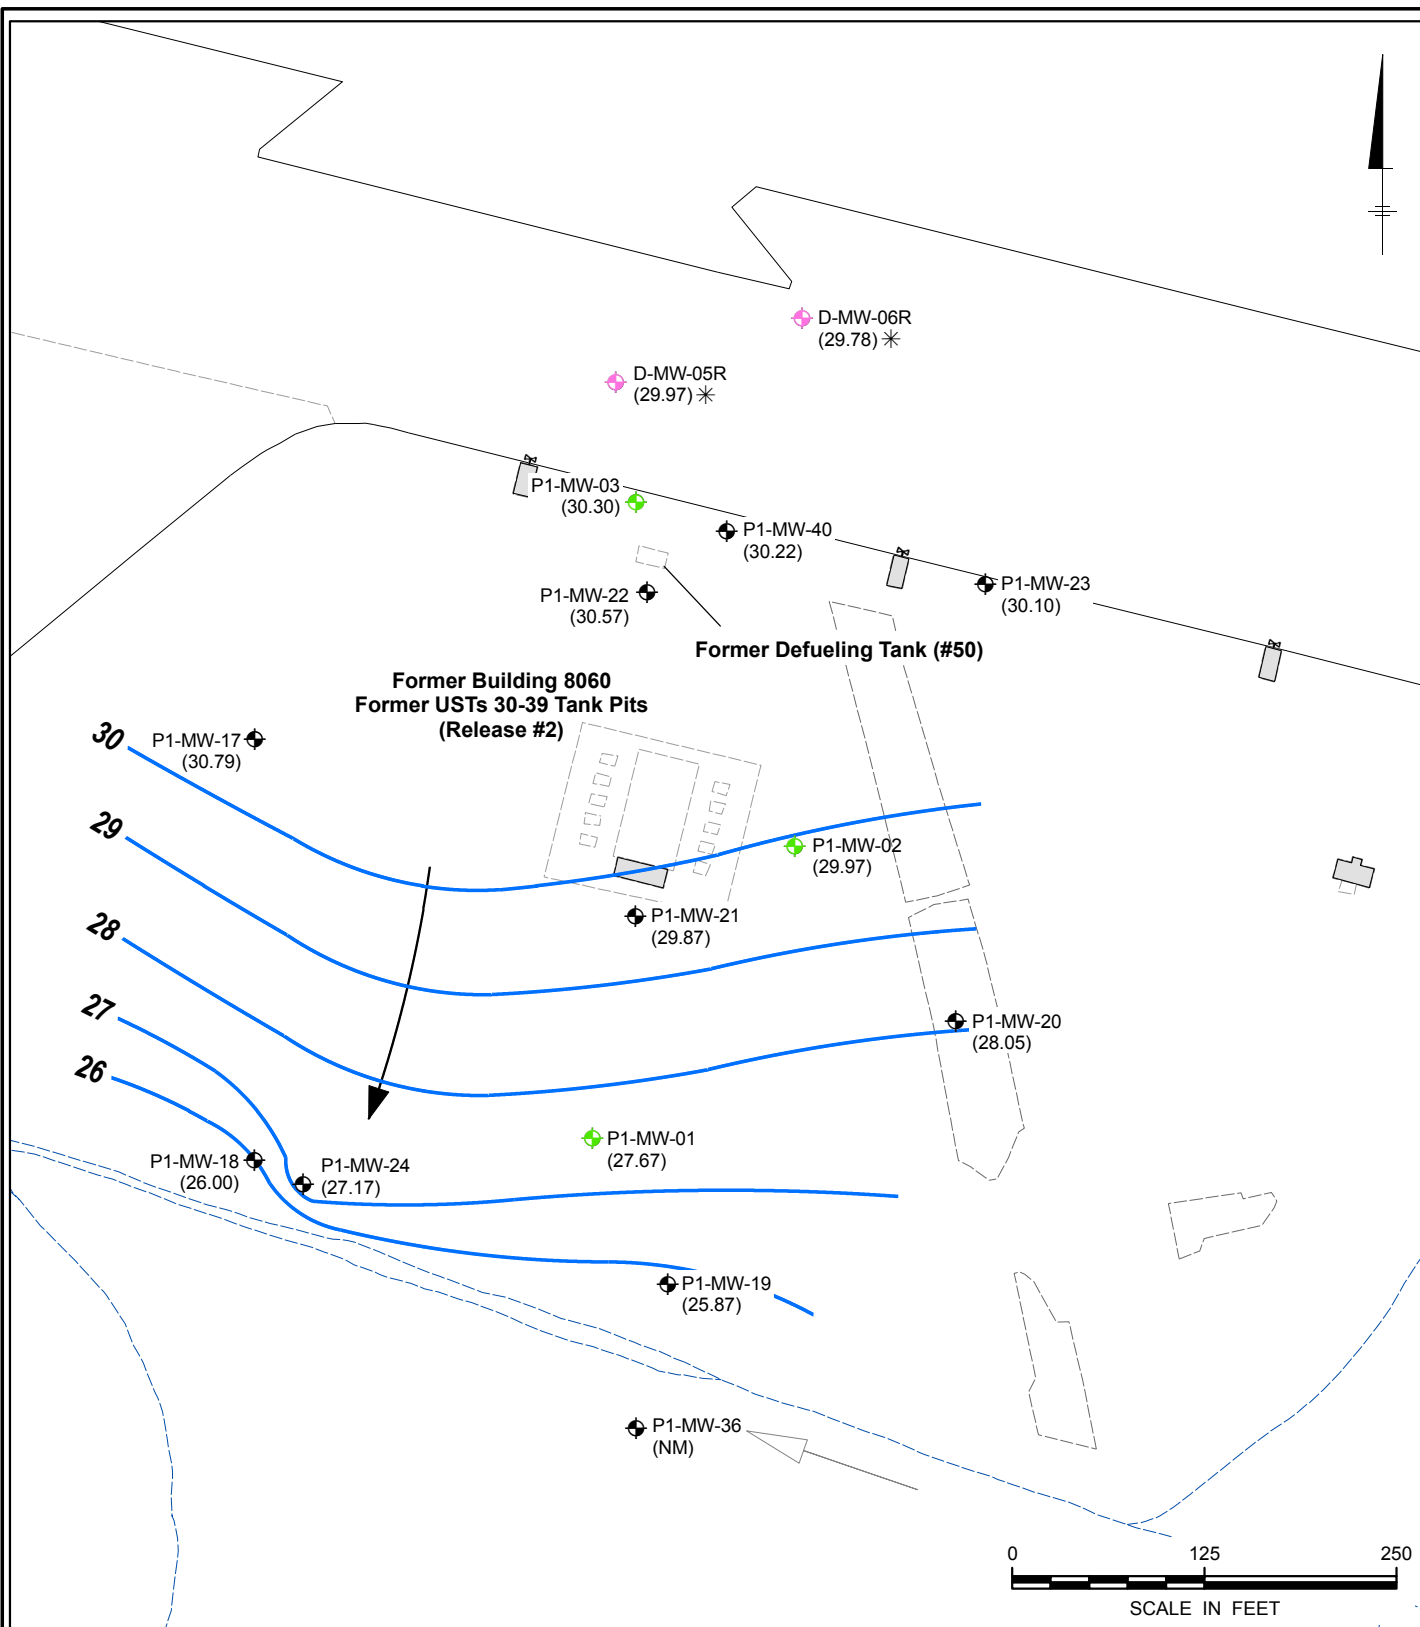 D-MW-06R
(29.78)
D-MW-05R
(29.97)
P1-MW-03
(30.30)
P1-MW-40
(30.22)
P1-MW-23
(30.10)
P1-MW-22
(30.57)
Former Defueling Tank (#50)
Former Building 8060
Former USTs 30-39 Tank Pits
(Release #2)
30
P1-MW-17
(30.79)
29
P1-MW-02
(29.97)
28
P1-MW-21
(29.87)
27
P1-MW-20
(28.05)
26
P1-MW-01
(27.67)
P1-MW-18
(26.00)
P1-MW-24
(27.17)
P1-MW-19
(25.87)
P1-MW-36
(NM)
0 125 250
SCALE IN FEET